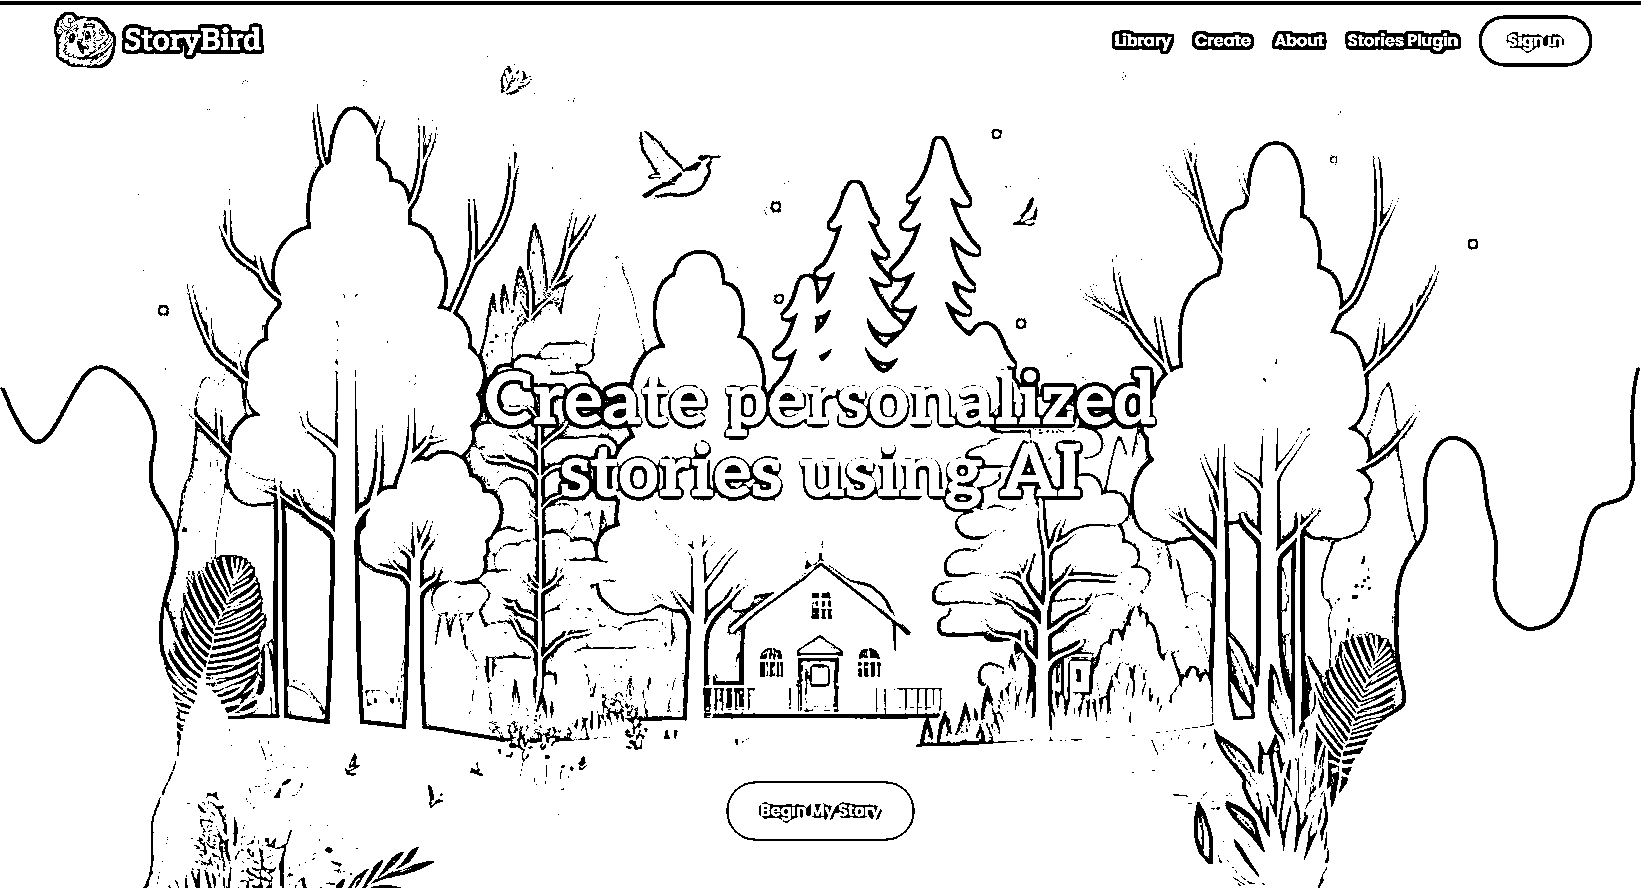 StoryBird
Library Create About Stories Plugin Sign in
Create personalized
stories using AI
Begin My Story